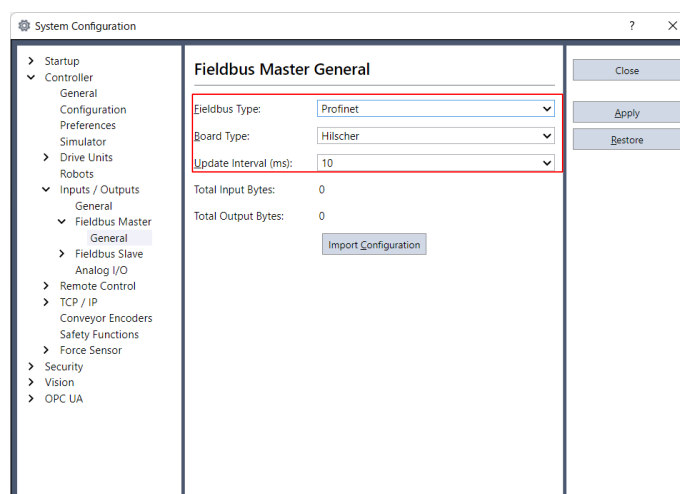 System Configuration
?
Startup
Controller
General
Configuration
Preferences
Simulator
Drive Units
Robots
Inputs / Outputs
General
Fieldbus Master
General
Fieldbus Slave
Analog I/O
Remote Control
TCP / IP
Conveyor Encoders
Safety Functions
Force Sensor
Security
Vision
OPC UA
Fieldbus Master General
Fieldbus Type: Profinet
Board Type: Hilscher
Update Interval (ms): 10
Total Input Bytes: 0
Total Output Bytes: 0
Import Configuration
Close
Apply
Restore